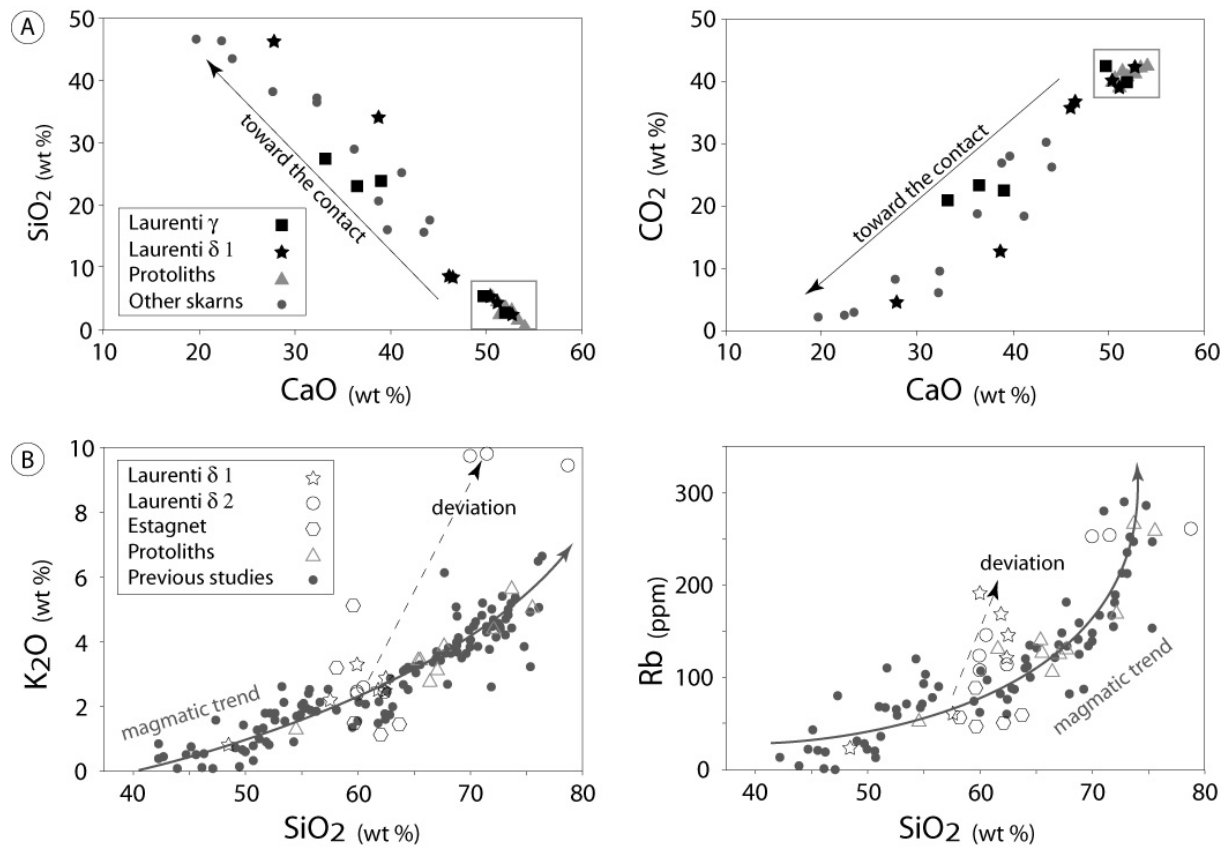 A
SiO2 (wt %)
50
40
30
20
10
0
10 20 30 40 50 60
CaO (wt %)
toward the contact
Laurenti γ
Laurenti δ 1
Protoliths
Other skarns
CO2 (wt %)
50
40
30
20
10
0
10 20 30 40 50 60
CaO (wt %)
toward the contact
B
K2O (wt %)
10
8
6
4
2
0
40 50 60 70 80
SiO2 (wt %)
Laurenti δ 1
Laurenti δ 2
Estagnet
Protoliths
Previous studies
deviation
magmatic trend
Rb (ppm)
300
200
100
0
40 50 60 70 80
SiO2 (wt %)
deviation
magmatic trend